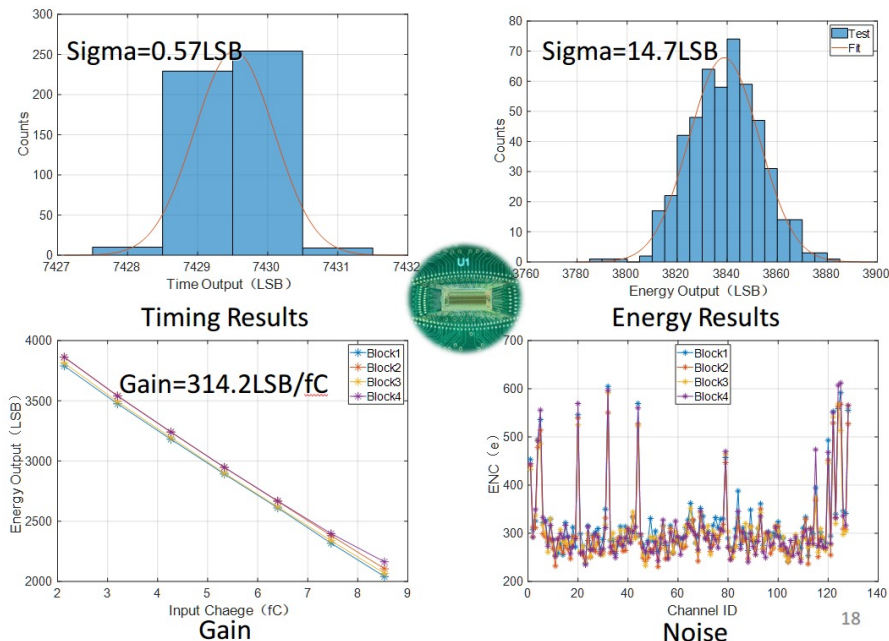 Sigma=0.57LSB
300
250
200
150
100
50
0
Counts
7427
7428
7429
7430
7431
7432
Time Output（LSB）
Timing Results
Sigma=14.7LSB
Test
Fit
80
70
60
50
40
30
20
10
0
Counts
3760
3780
3800
3820
3840
3860
3880
3900
Energy Output（LSB）
Energy Results
U1
Gain=314.2LSB/fC
Block1
Block2
Block3
Block4
4000
3500
3000
2500
2000
Energy Output（LSB）
2
3
4
5
6
7
8
9
Input Chaege（fC）
Gain
Block1
Block2
Block3
Block4
700
600
500
400
300
200
ENC（e）
0
20
40
60
80
100
120
140
Channel ID
Noise
18